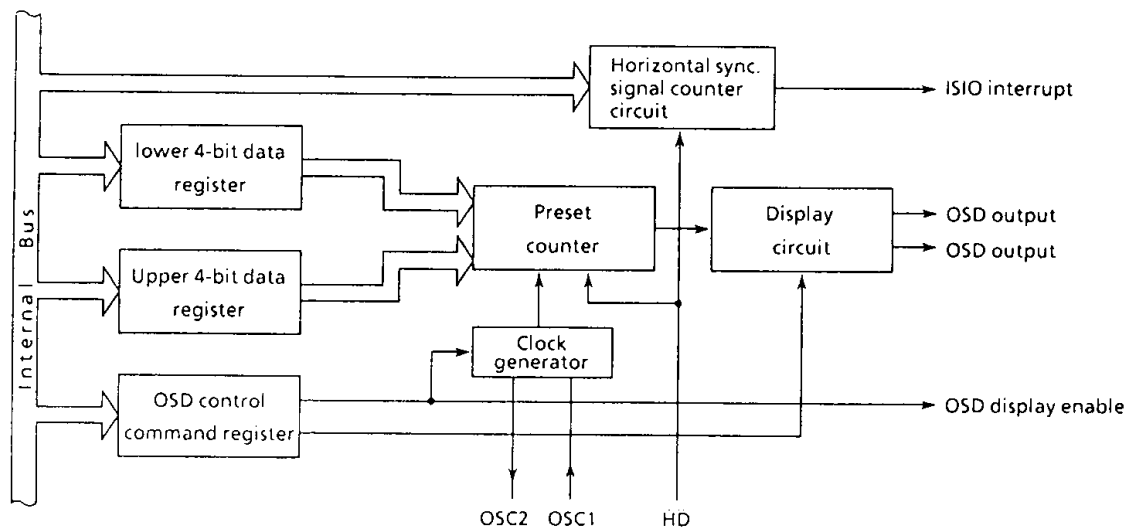 Internal Bus
Horizontal sync.
signal counter
circuit
ISIO interrupt
lower 4-bit data
register
Preset
counter
Display
circuit
OSD output
OSD output
Upper 4-bit data
register
Clock
generator
OSD control
command register
OSD display enable
OSC2
OSC1
HD